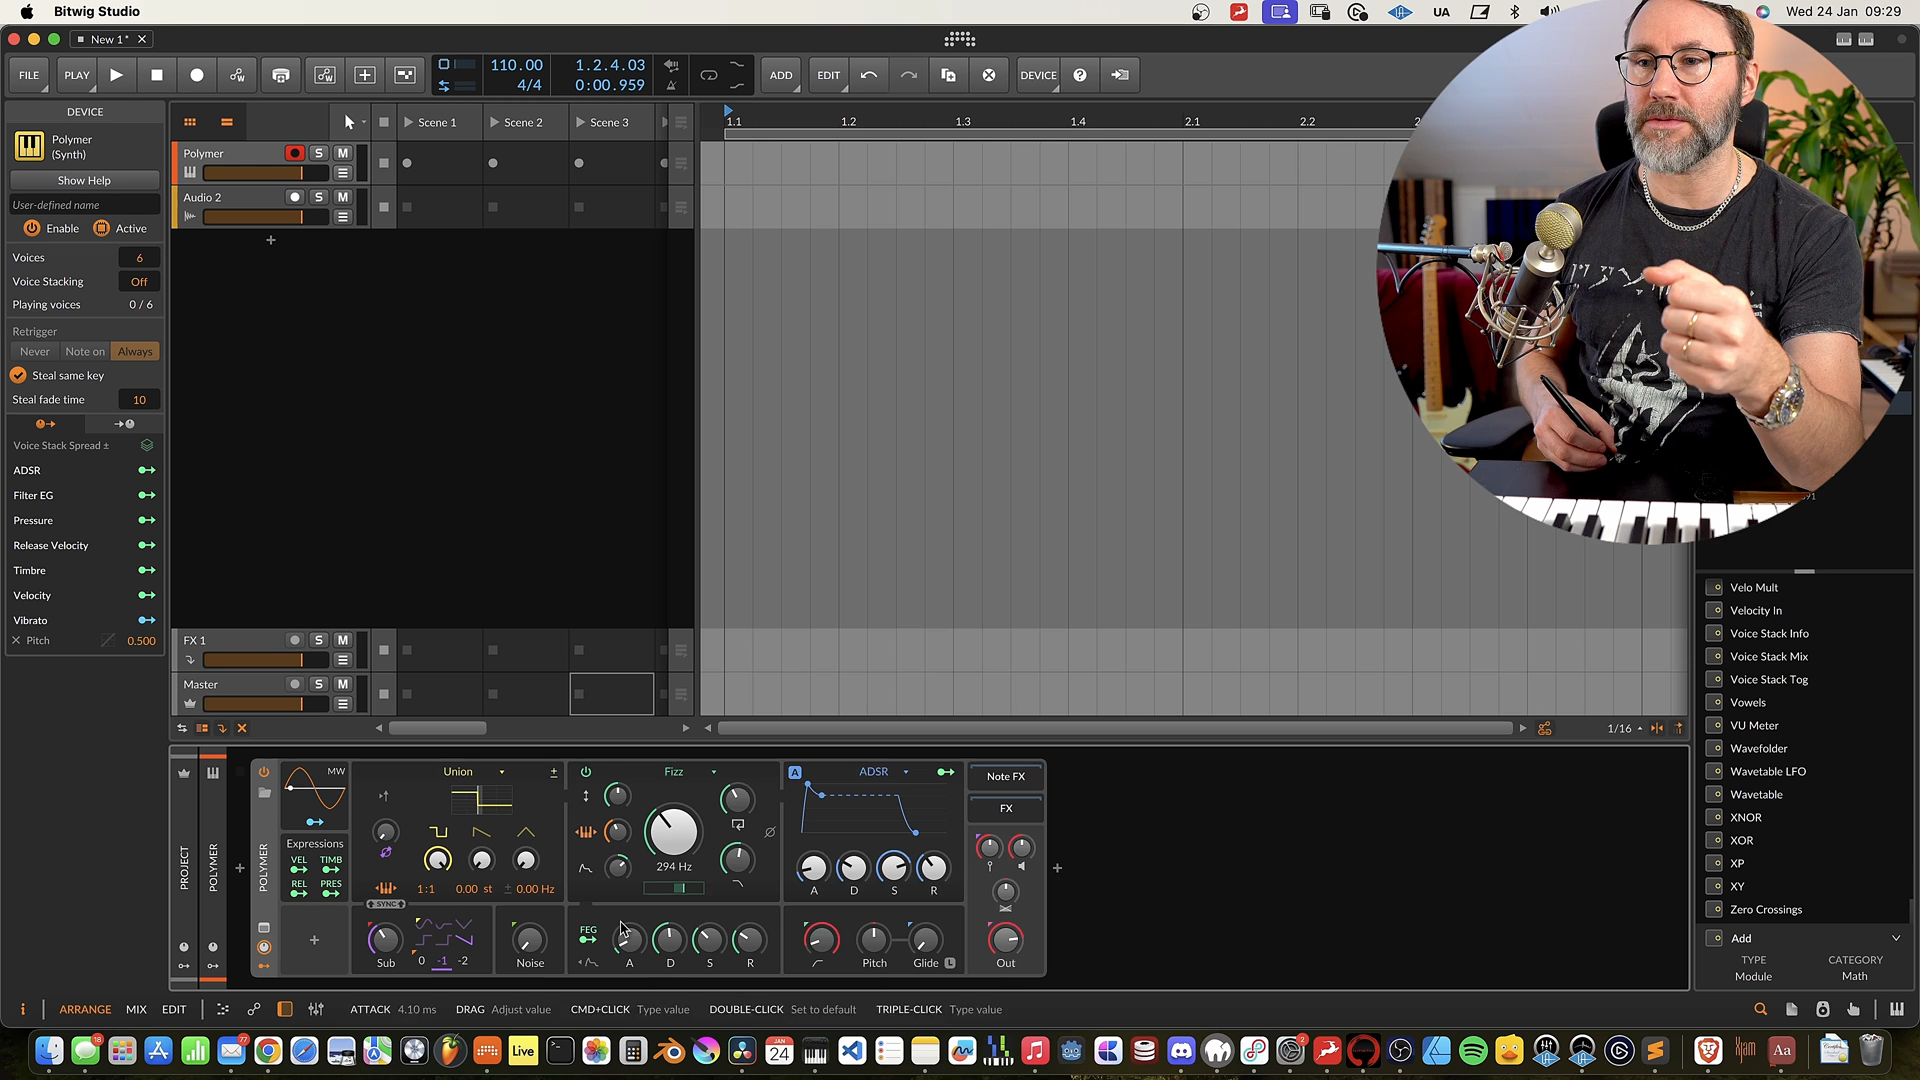 Bitwig Studio
UA
Wed 24 Jan 09:29
New 1*
FILE
PLAY
110.00
4/4
1.2.4.03
0:00.959
ADD
EDIT
DEVICE
DEVICE
Polymer
(Synth)
Show Help
User-defined name
Enable
Active
Voices 6
Voice Stacking Off
Playing voices 0 / 6
Retrigger
Never Note on Always
Steal same key
Steal fade time 10
Voice Stack Spread ±
ADSR
Filter EG
Pressure
Release Velocity
Timbre
Velocity
Vibrato
Pitch 0.500
Scene 1
Scene 2
Scene 3
Polymer S M
Audio 2 S M
FX 1 S M
Master S M
1.1 1.2 1.3 1.4 2.1 2.2
1/16
Velo Mult
Velocity In
Voice Stack Info
Voice Stack Mix
Voice Stack Tog
Vowels
VU Meter
Wavefolder
Wavetable LFO
Wavetable
XNOR
XOR
XP
XY
Zero Crossings
Add
TYPE
Module
CATEGORY
Math
PROJECT
POLYMER
POLYMER
MW
Expressions
VEL TIMB
REL PRES
Union
1:1 0.00 st ± 0.00 Hz
SYNC
Sub
0 -1 -2
Noise
Fizz
294 Hz
FEG
A D S R
A
ADSR
A D S R
Pitch
Glide L
Note FX
FX
Out
ARRANGE MIX EDIT
ATTACK 4.10 ms
DRAG Adjust value
CMD+CLICK Type value
DOUBLE-CLICK Set to default
TRIPLE-CLICK Type value
18
77
Live
JAN
24
2
Aa